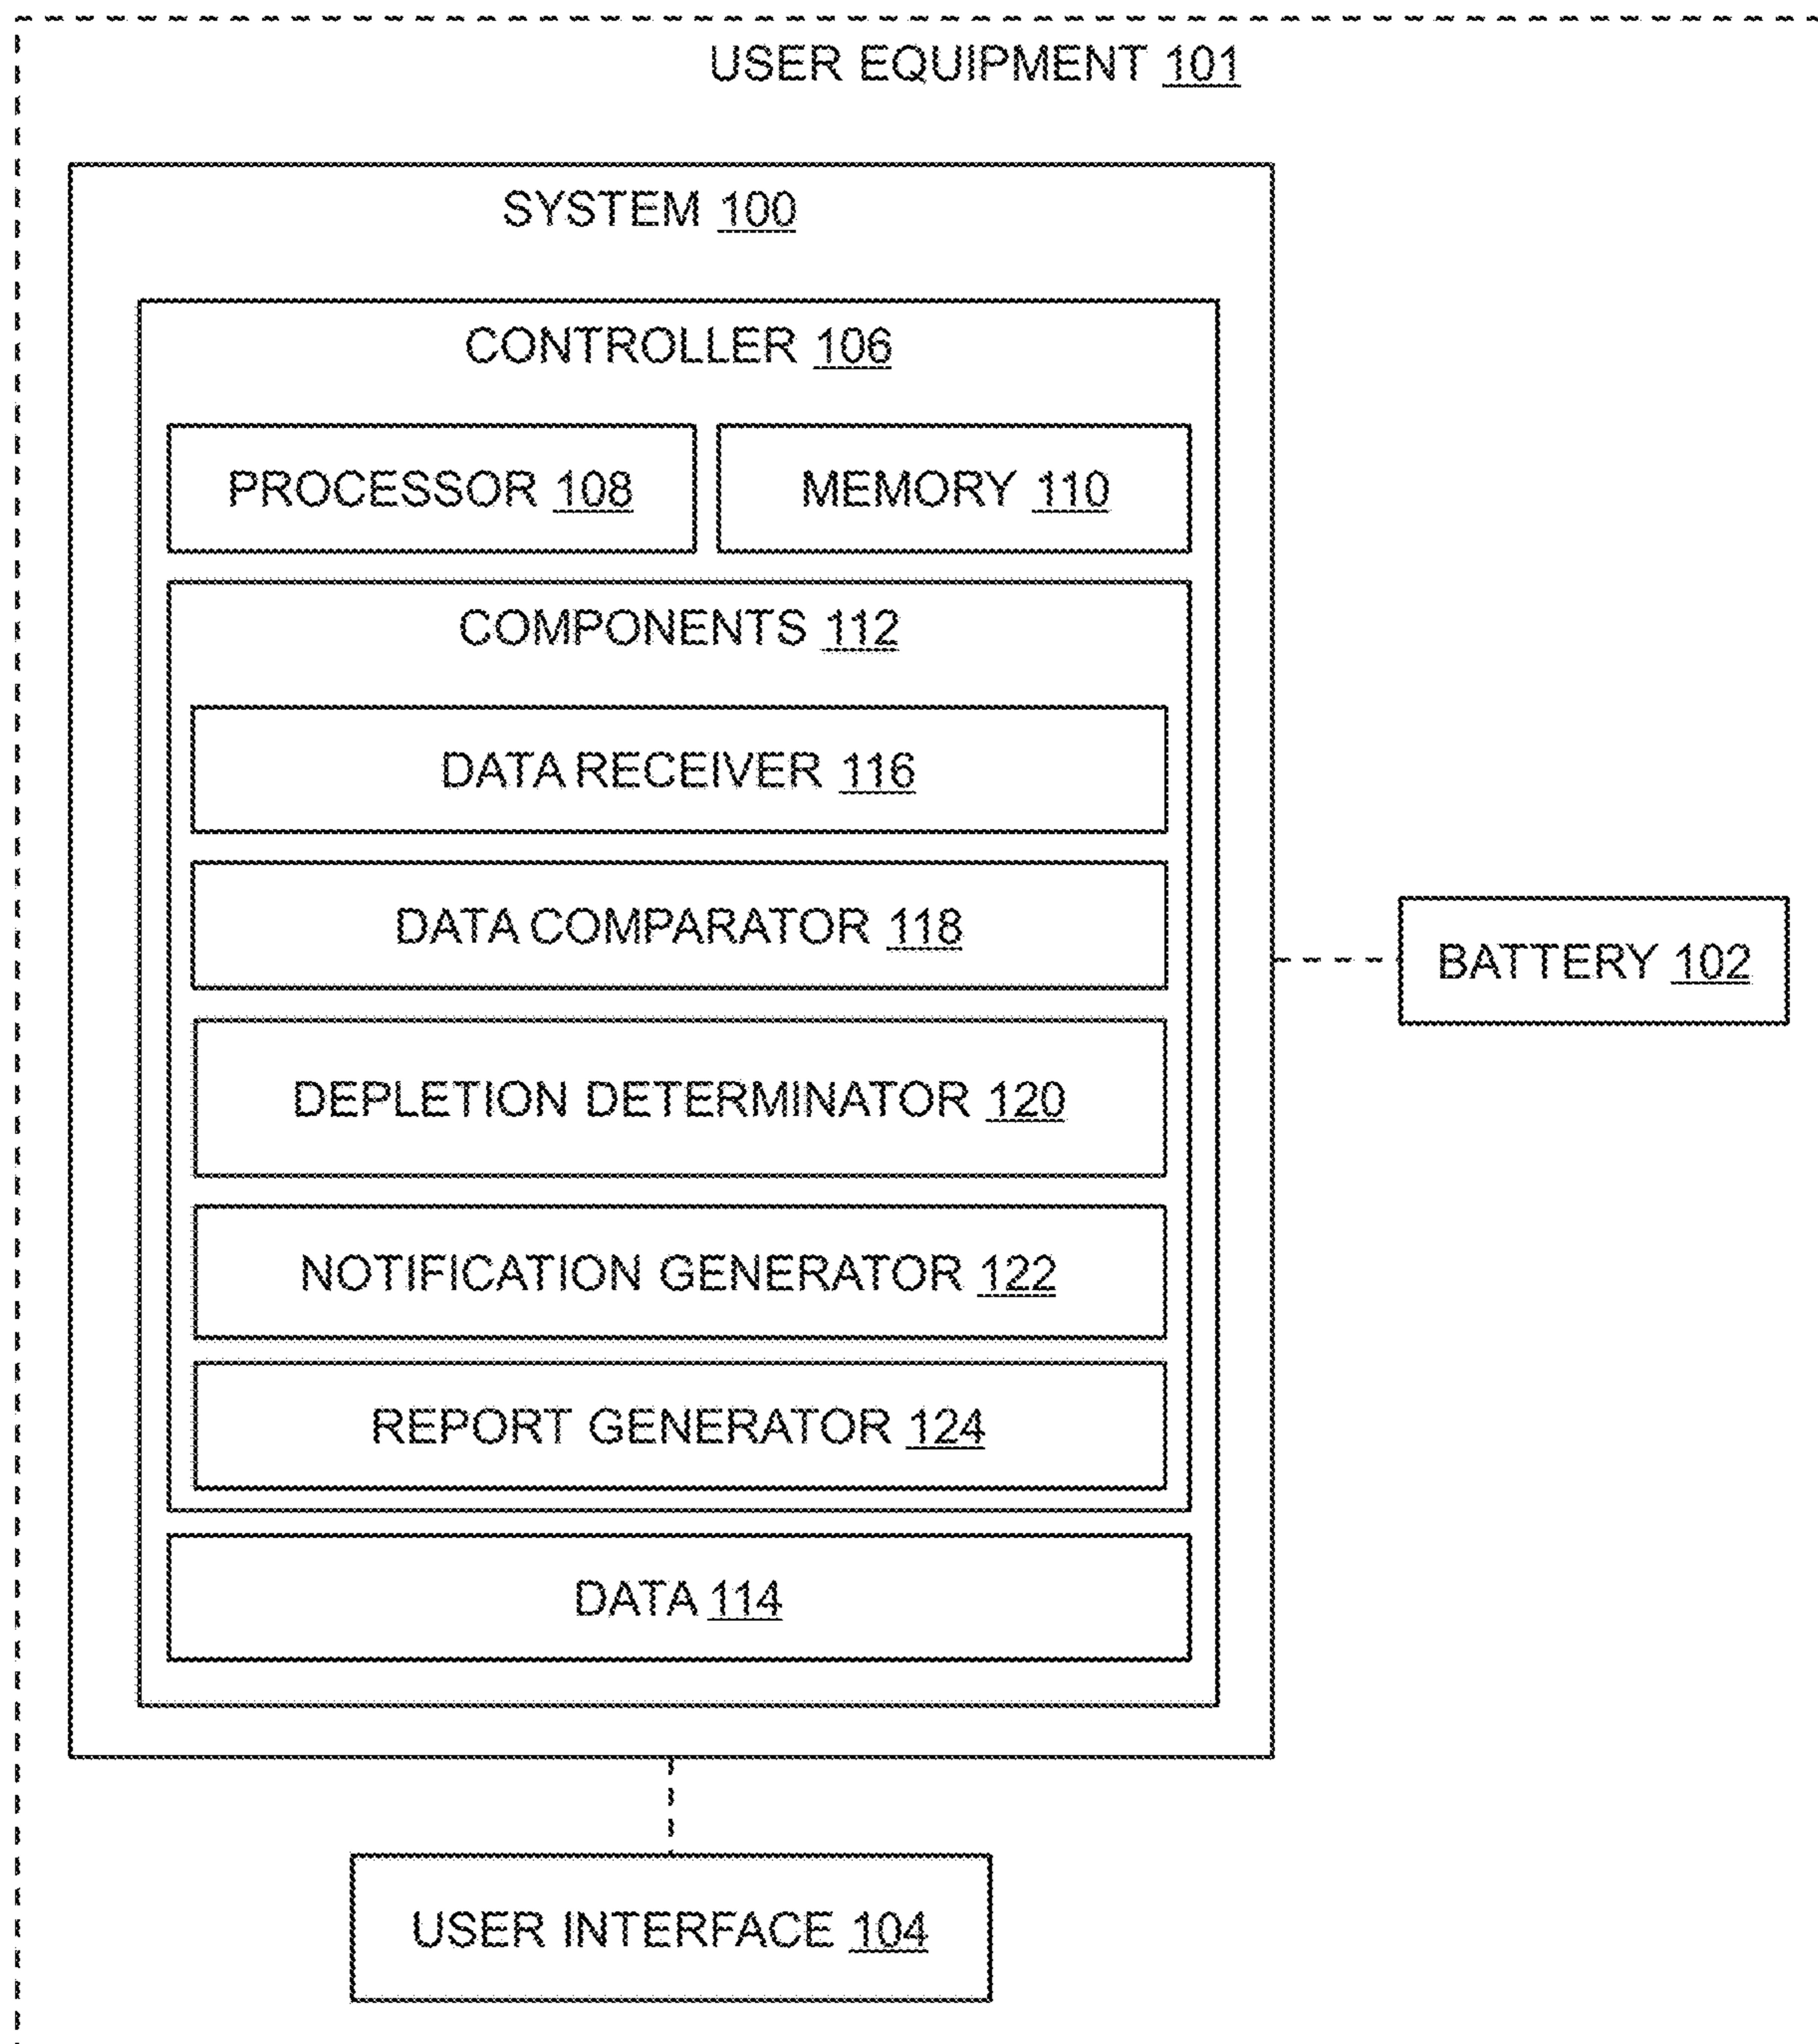 USER EQUIPMENT 101
SYSTEM 100
CONTROLLER 106
PROCESSOR 108
MEMORY 110
COMPONENTS 112
DATA RECEIVER 116
DATA COMPARATOR 118
BATTERY 102
DEPLETION DETERMINATOR 120
NOTIFICATION GENERATOR 122
REPORT GENERATOR 124
DATA 114
USER INTERFACE 104